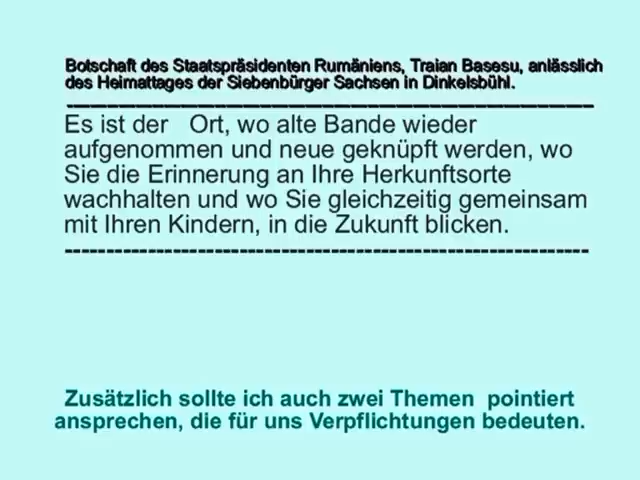 Botschaft des Staatspräsidenten Rumäniens, Traian Basesu, anlässlich
des Heimattages der Siebenbürger Sachsen in Dinkelsbühl.
Es ist der Ort, wo alte Bande wieder
aufgenommen und neue geknüpft werden, wo
Sie die Erinnerung an Ihre Herkunftsorte
wachhalten und wo Sie gleichzeitig gemeinsam
mit Ihren Kindern, in die Zukunft blicken.
Zusätzlich sollte ich auch zwei Themen pointiert
ansprechen, die für uns Verpflichtungen bedeuten.